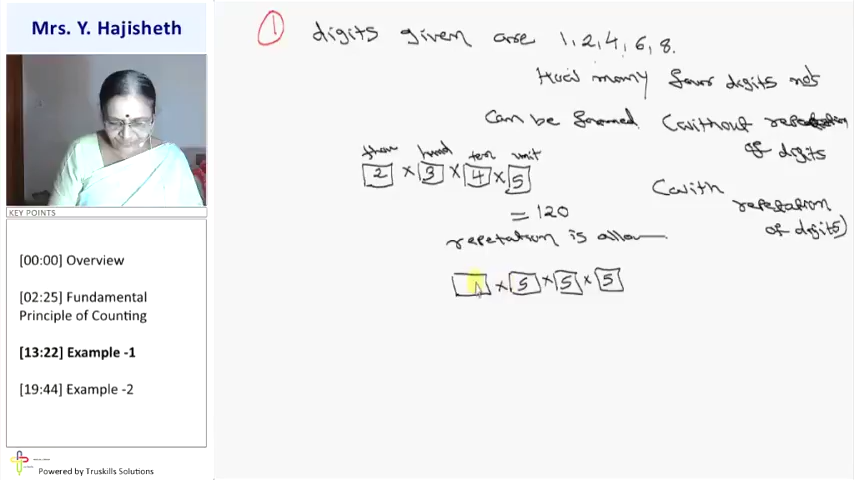 Mrs. Y. Hajisheth
KEY POINTS
[00:00] Overview
[02:25] Fundamental
Principle of Counting
[13:22] Example -1
[19:44] Example -2
Powered by Truskills Solutions
① digits given are 1, 2, 4, 6, 8.
How many four digits nos
Can be formed (without repetation
of digits
thou hund ten unit
2 × 3 × 4 × 5
= 120
(with
repetation
of digits)
repetation is allow
× 5 × 5 × 5